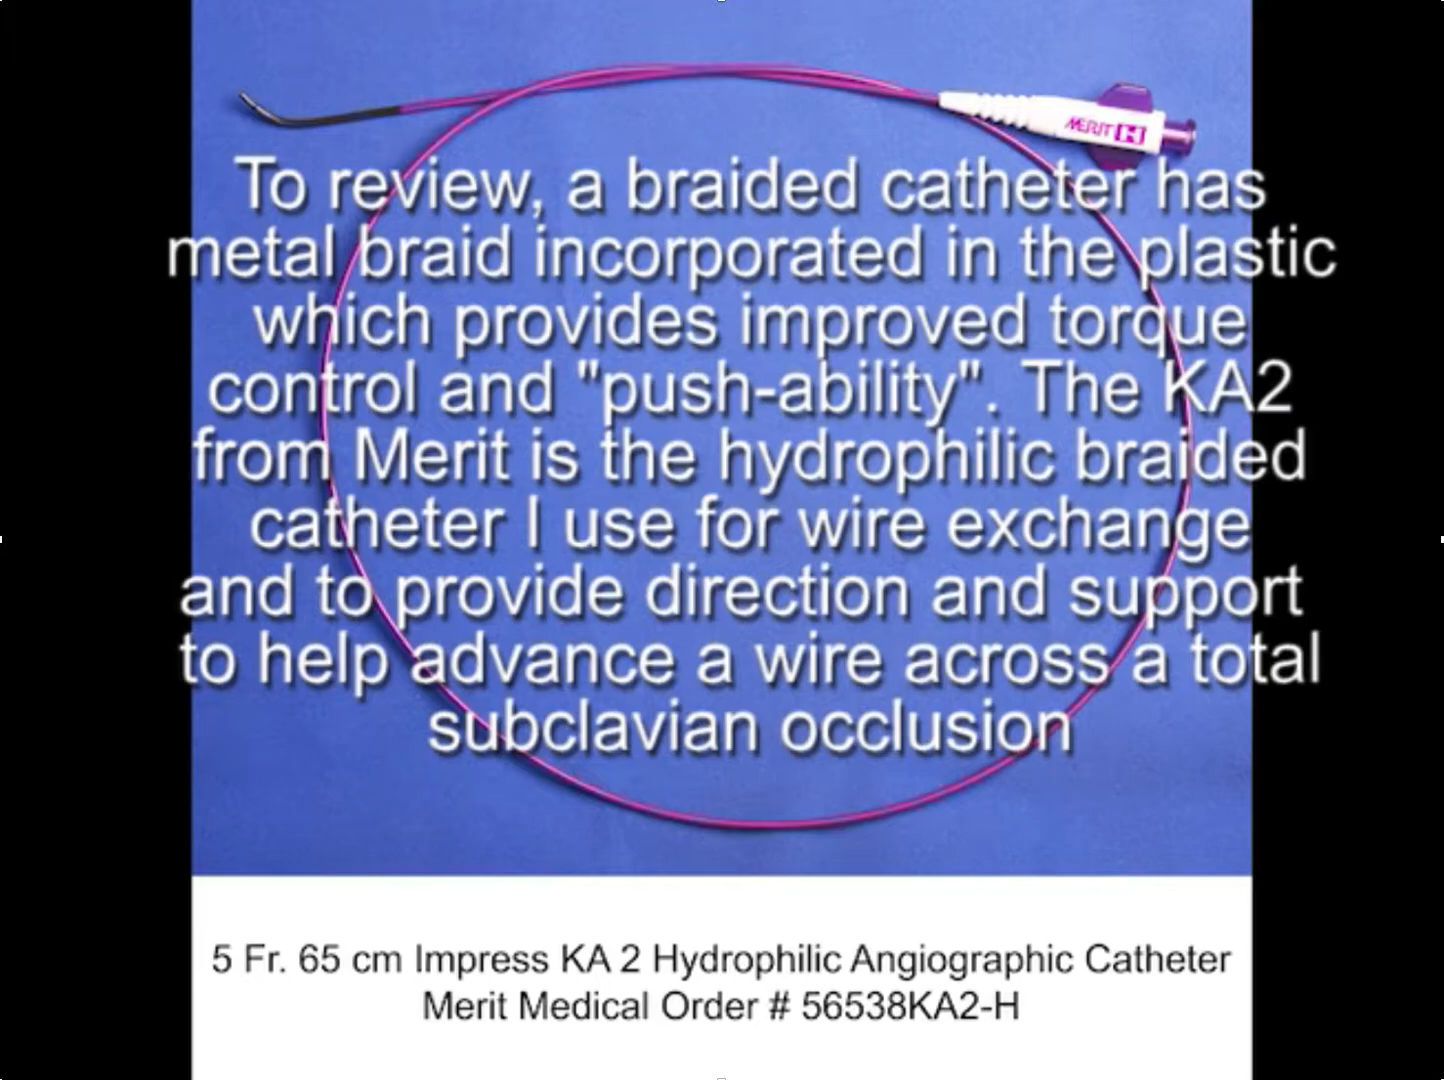 MERIT H
To review, a braided catheter has
metal braid incorporated in the plastic
which provides improved torque
control and "push-ability". The KA2
from Merit is the hydrophilic braided
catheter I use for wire exchange
and to provide direction and support
to help advance a wire across a total
subclavian occlusion
5 Fr. 65 cm Impress KA 2 Hydrophilic Angiographic Catheter
Merit Medical Order # 56538KA2-H